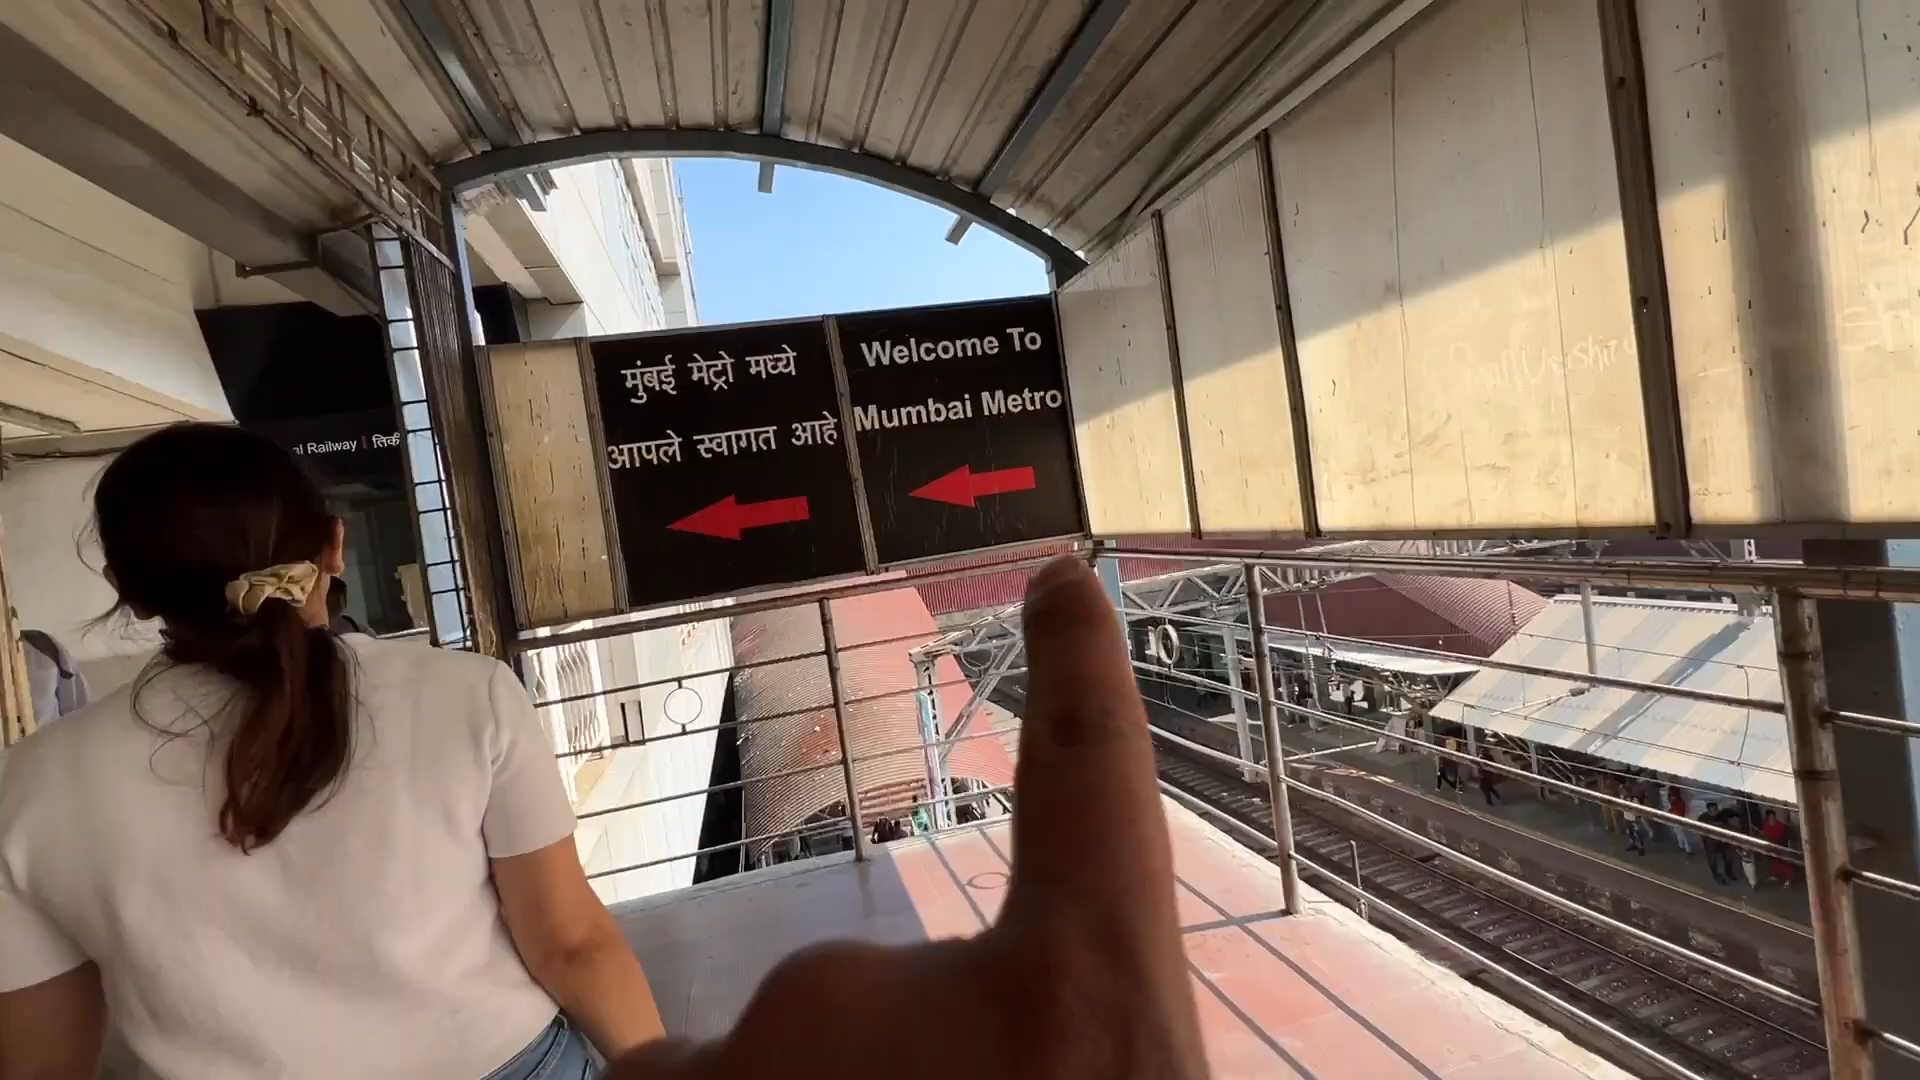 मुंबई मेट्रो मध्ये
आपले स्वागत आहे
Welcome To
Mumbai Metro
Railway